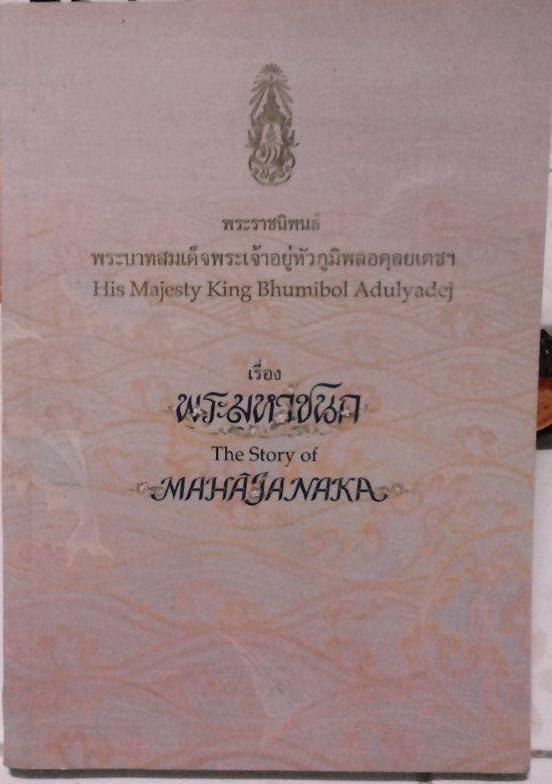 พระราชนิพนธ์
พระบาทสมเด็จพระเจ้าอยู่หัวภูมิพลอดุลยเดชฯ
His Majesty King Bhumibol Adulyadej
เรื่อง
พระมหาชนก
The Story of
MAHĀJANAKA